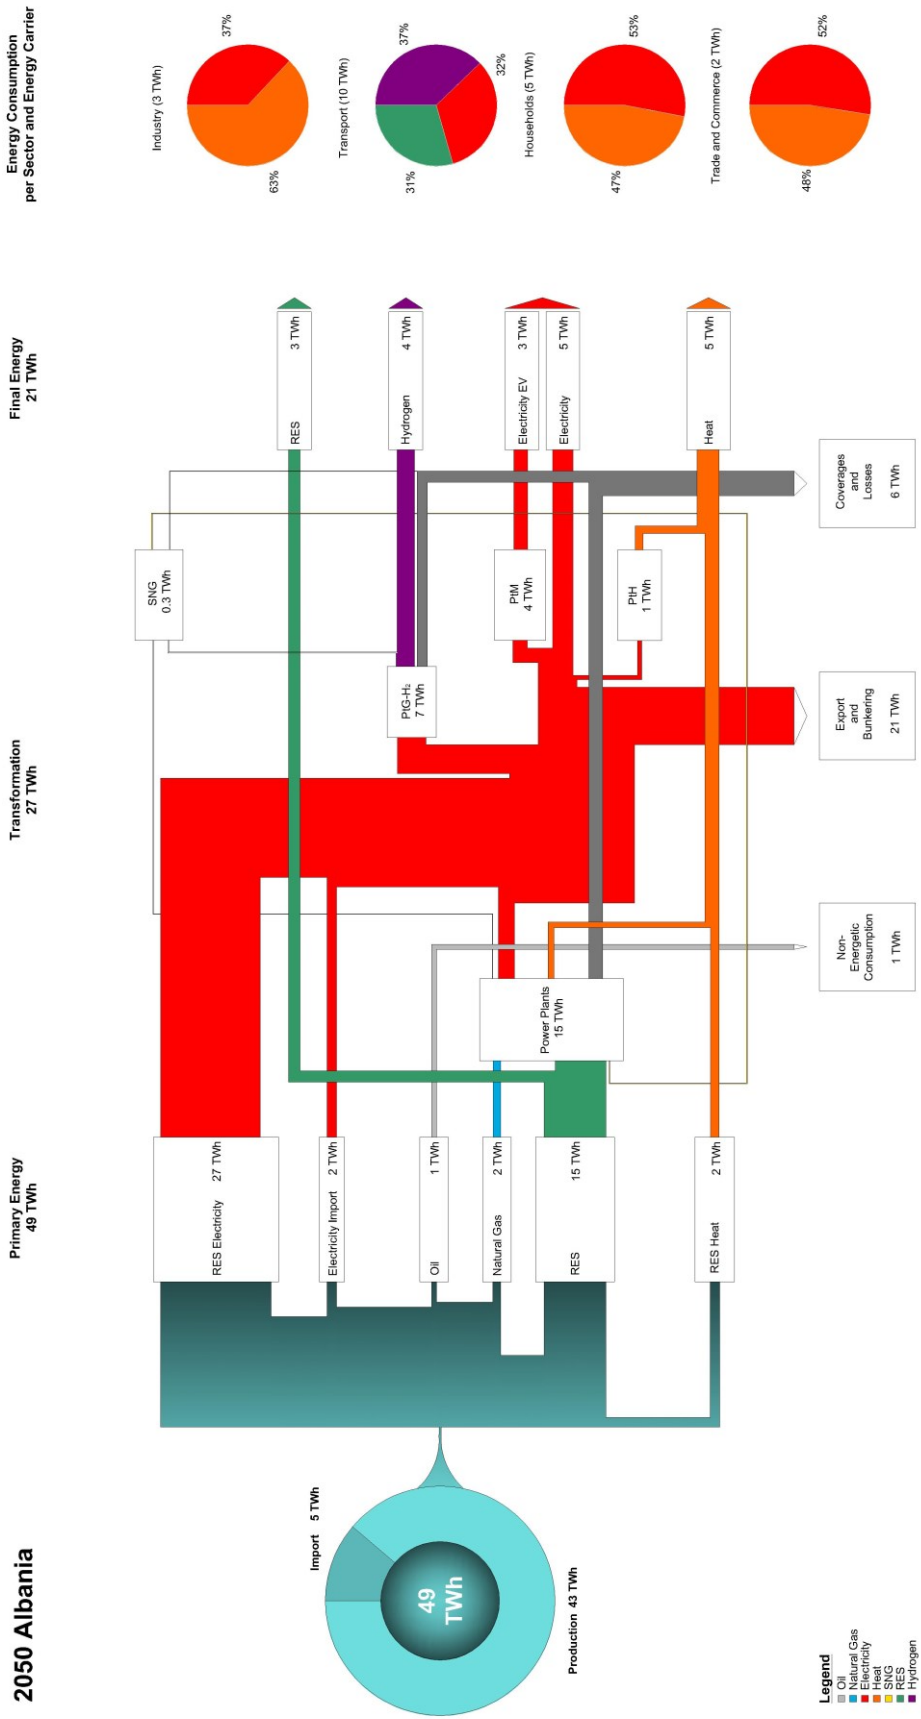 2050 Albania
Primary Energy
49 TWh
Transformation
27 TWh
Final Energy
21 TWh
Energy Consumption
per Sector and Energy Carrier
Import 5 TWh
49
TWh
Production 43 TWh
RES Electricity 27 TWh
Electricity Import 2 TWh
Oil 1 TWh
Natural Gas 2 TWh
RES 15 TWh
RES Heat 2 TWh
Power Plants
15 TWh
SNG
0.3 TWh
PtG-H₂
7 TWh
PtM
4 TWh
PtH
1 TWh
RES 3 TWh
Hydrogen 4 TWh
Electricity EV 3 TWh
Electricity 5 TWh
Heat 5 TWh
Non-
Energetic
Consumption
1 TWh
Export
and
Bunkering
21 TWh
Coverages
and
Losses
6 TWh
Industry (3 TWh)
37%
63%
Transport (10 TWh)
37%
32%
31%
Households (5 TWh)
53%
47%
Trade and Commerce (2 TWh)
52%
48%
Legend
Oil
Natural Gas
Electricity
Heat
SNG
RES
Hydrogen